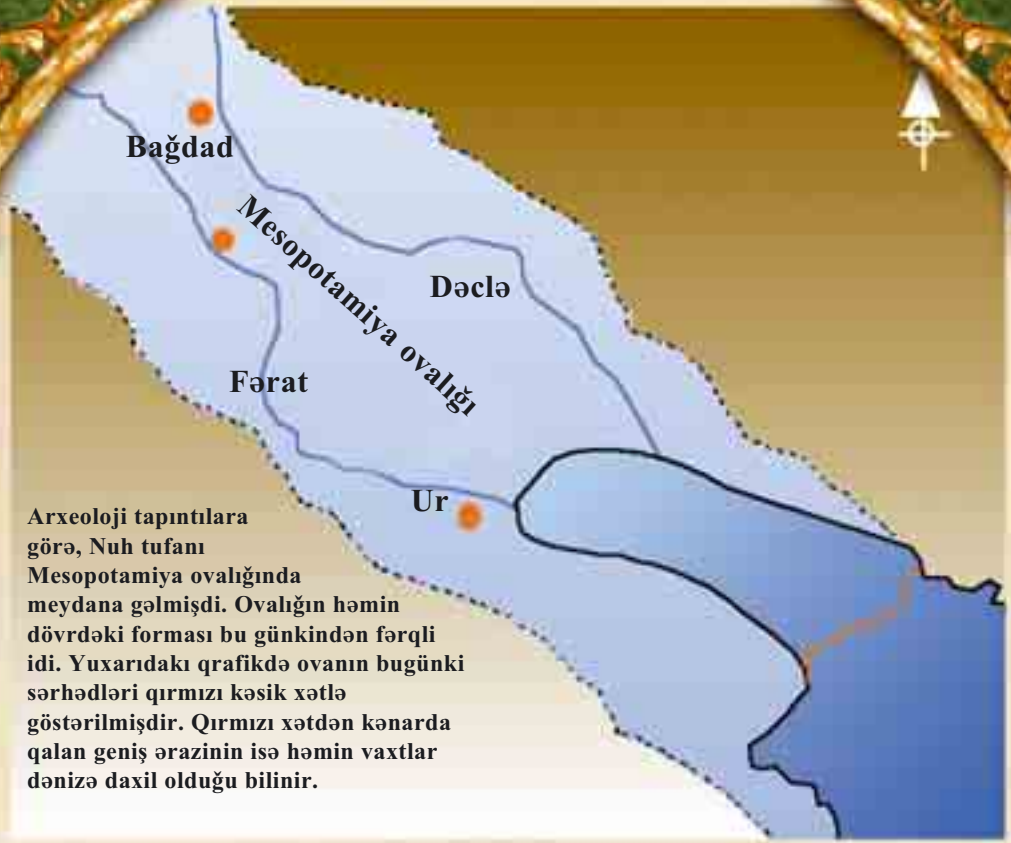 Bağdad
Mesopotamiya ovalığı
Dəclə
Fərat
Ur
Arxeoloji tapıntılara
görə, Nuh tufanı
Mesopotamiya ovalığında
meydana gəlmişdi. Ovalığın həmin
dövrdəki forması bu günkindən fərqli
idi. Yuxarıdakı qrafikdə ovanın bugünki
sərhədləri qırmızı kəsik xətlə
göstərilmişdir. Qırmızı xətdən kənarda
qalan geniş ərazinin isə həmin vaxtlar
dənizə daxil olduğu bilinir.